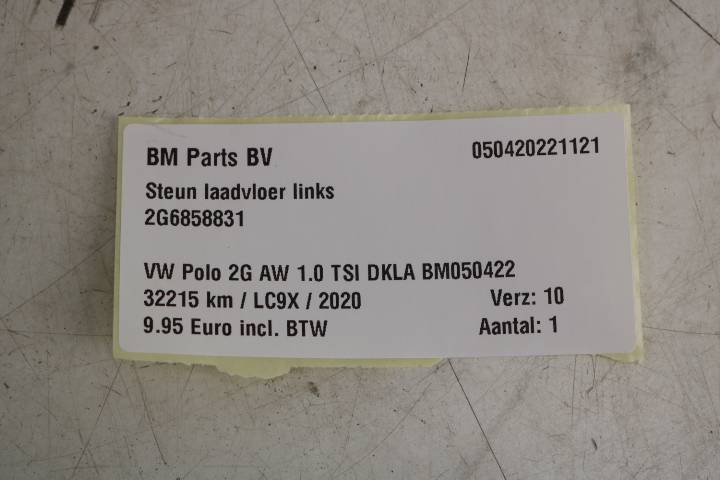 BM Parts BV 050420221121
Steun laadvloer links
2G6858831
VW Polo 2G AW 1.0 TSI DKLA BM050422
32215 km / LC9X / 2020 Verz: 10
9.95 Euro incl. BTW Aantal: 1